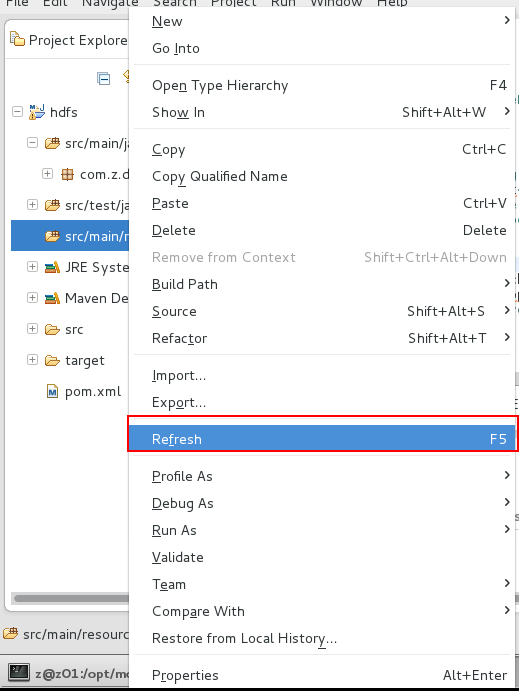 File Edit Navigate Search Project Run Window Help
Project Explore
hdfs
src/main/ja
com.z.d
src/test/ja
src/main/r
JRE Syste
Maven De
src
target
pom.xml
New
Go Into
Open Type Hierarchy F4
Show In Shift+Alt+W
Copy Ctrl+C
Copy Qualified Name
Paste Ctrl+V
Delete Delete
Remove from Context Shift+Ctrl+Alt+Down
Build Path
Source Shift+Alt+S
Refactor Shift+Alt+T
Import...
Export...
Refresh F5
Profile As
Debug As
Run As
Validate
Team
Compare With
Restore from Local History...
Properties Alt+Enter
src/main/resourc
z@z01:/opt/mo